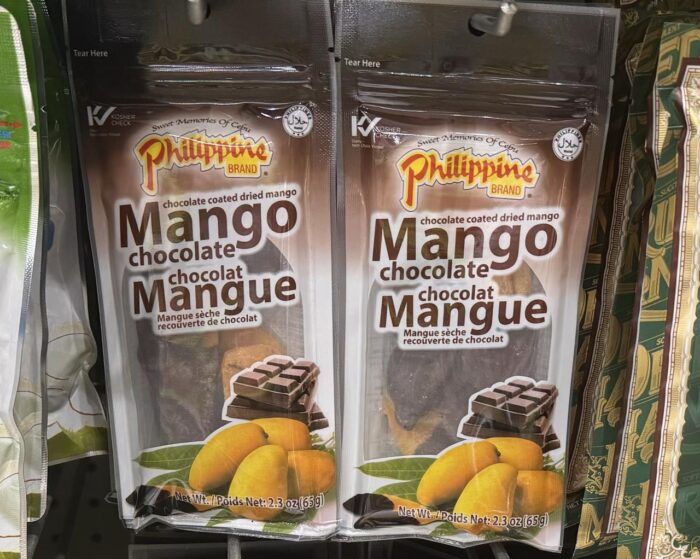 Tear Here
KOSHER
CHECK
Sweet Memories Of Cebu
Philippine
BRAND
chocolate coated dried mango
Mango
chocolate
chocolat
Mangue
Mangue sèche
recouverte de chocolat
Net Wt. / Poids Net: 2.3 oz (65g)
Tear Here
KOSHER
CHECK
Sweet Memories Of Cebu
Philippine
BRAND
chocolate coated dried mango
Mango
chocolate
chocolat
Mangue
Mangue sèche
recouverte de chocolat
Net Wt. / Poids Net: 2.3 oz (65g)